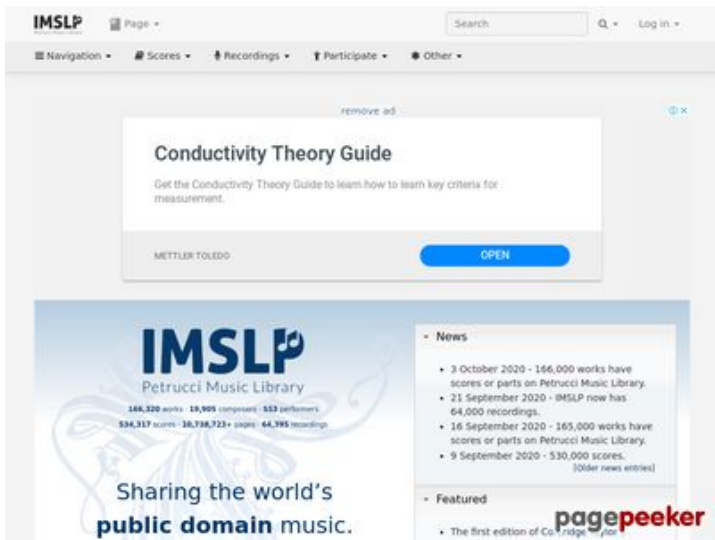 IMSLP Page Search Log in
Navigation Scores Recordings Participate Other
remove ad
Conductivity Theory Guide
Get the Conductivity Theory Guide to learn how to learn key criteria for
measurement.
METTLER TOLEDO OPEN
IMSLP
Petrucci Music Library
166,320 works · 19,905 composers · 553 performers
534,317 scores · 10,738,723+ pages · 64,395 recordings
Sharing the world's
public domain music.
News
3 October 2020 - 166,000 works have
scores or parts on Petrucci Music Library.
21 September 2020 - IMSLP now has
64,000 recordings.
16 September 2020 - 165,000 works have
scores or parts on Petrucci Music Library.
9 September 2020 - 530,000 scores.
[Older news entries]
Featured
The first edition of
pagepeeker